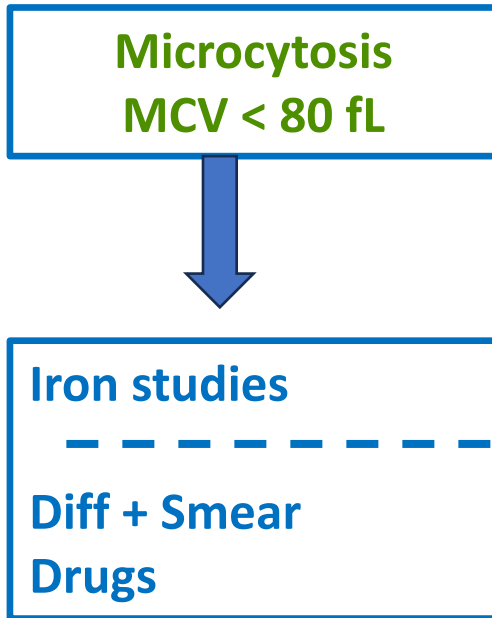 Microcytosis
MCV < 80 fL
Iron studies
Diff + Smear
Drugs